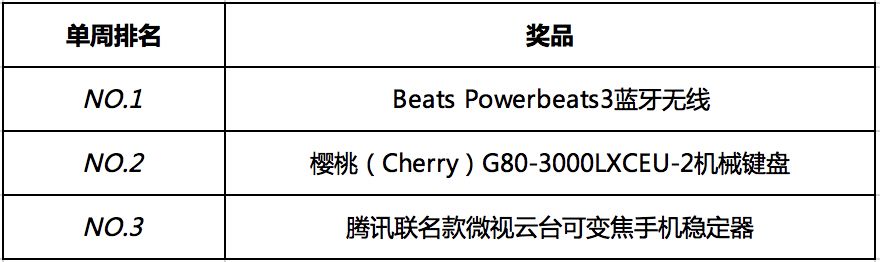 单周排名 奖品
NO.1 Beats Powerbeats3蓝牙无线
NO.2 樱桃（Cherry）G80-3000LXCEU-2机械键盘
NO.3 腾讯联名款微视云台可变焦手机稳定器